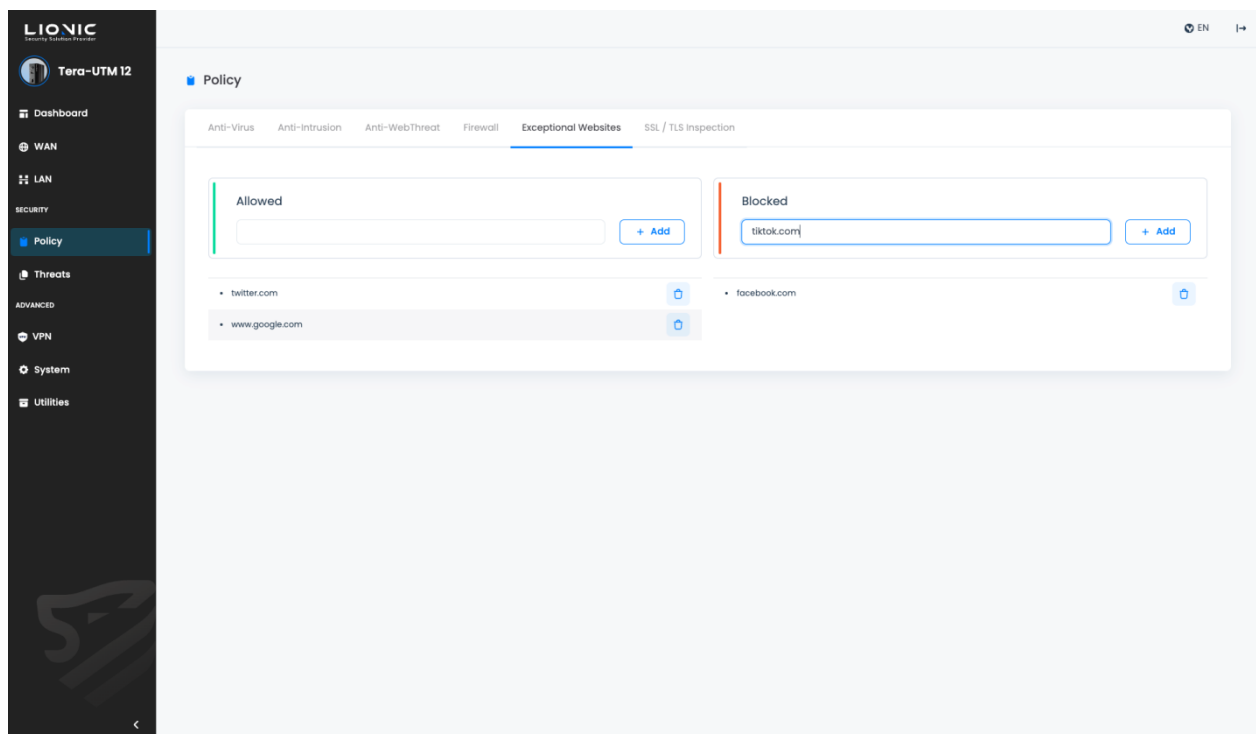 LIONIC
Security Solution Provider
EN
Tera-UTM 12
Policy
Dashboard
WAN
LAN
SECURITY
Policy
Threats
ADVANCED
VPN
System
Utilities
Anti-Virus Anti-Intrusion Anti-WebThreat Firewall Exceptional Websites SSL / TLS Inspection
Allowed
+ Add
Blocked
tiktok.com
+ Add
• twitter.com
• www.google.com
• facebook.com